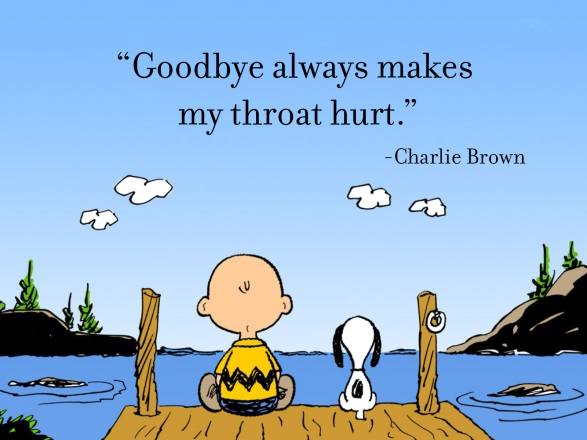 “Goodbye always makes
my throat hurt.”
-Charlie Brown